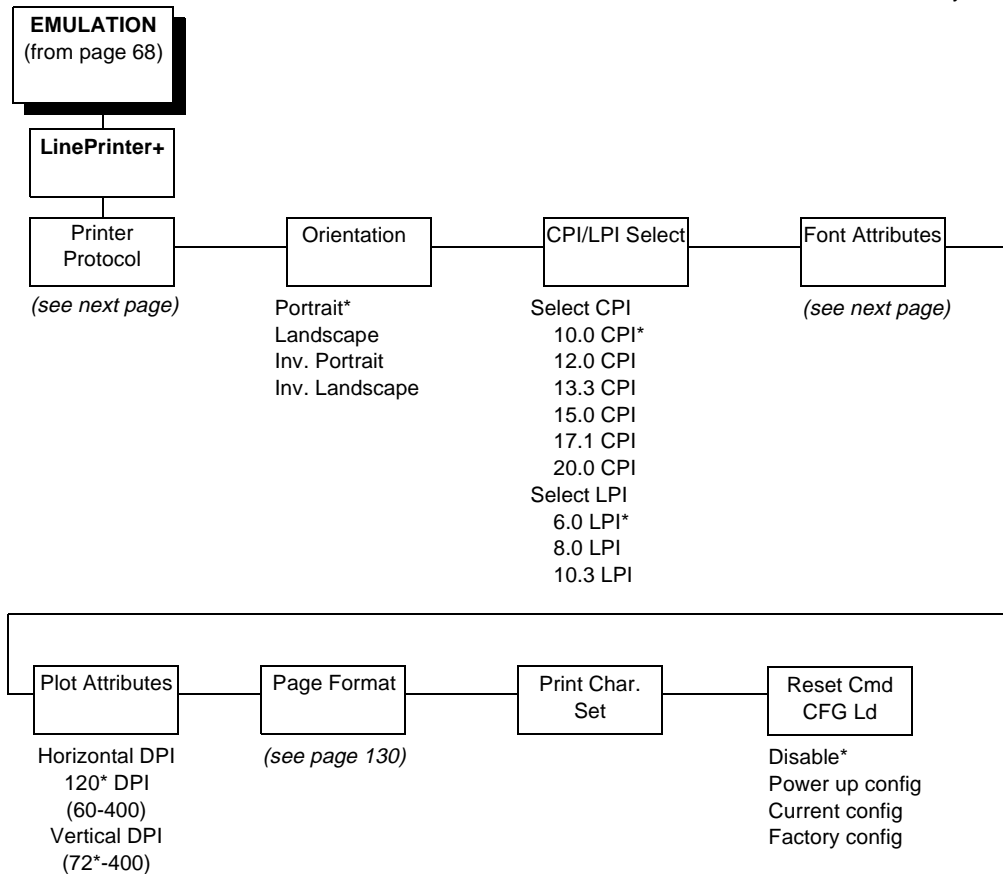 EMULATION
(from page 68)
LinePrinter+
Printer
Protocol
(see next page)
Orientation
Portrait*
Landscape
Inv. Portrait
Inv. Landscape
CPI/LPI Select
Select CPI
10.0 CPI*
12.0 CPI
13.3 CPI
15.0 CPI
17.1 CPI
20.0 CPI
Select LPI
6.0 LPI*
8.0 LPI
10.3 LPI
Font Attributes
(see next page)
Plot Attributes
Horizontal DPI
120* DPI
(60-400)
Vertical DPI
(72*-400)
Page Format
(see page 130)
Print Char.
Set
Reset Cmd
CFG Ld
Disable*
Power up config
Current config
Factory config